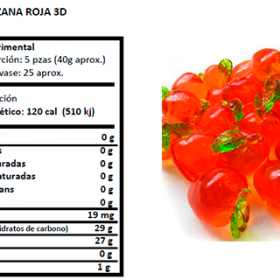 ZANA ROJA 3D
rimental
rción: 5 pzas (40g aprox.)
vase: 25 aprox.
ción
ético: 120 cal (510 kj)
0 g
s 0 g
uradas 0 g
naturadas 0 g
ans 0 g
0 g
19 mg
idratos de carbono) 29 g
27 g
0 g
1 g